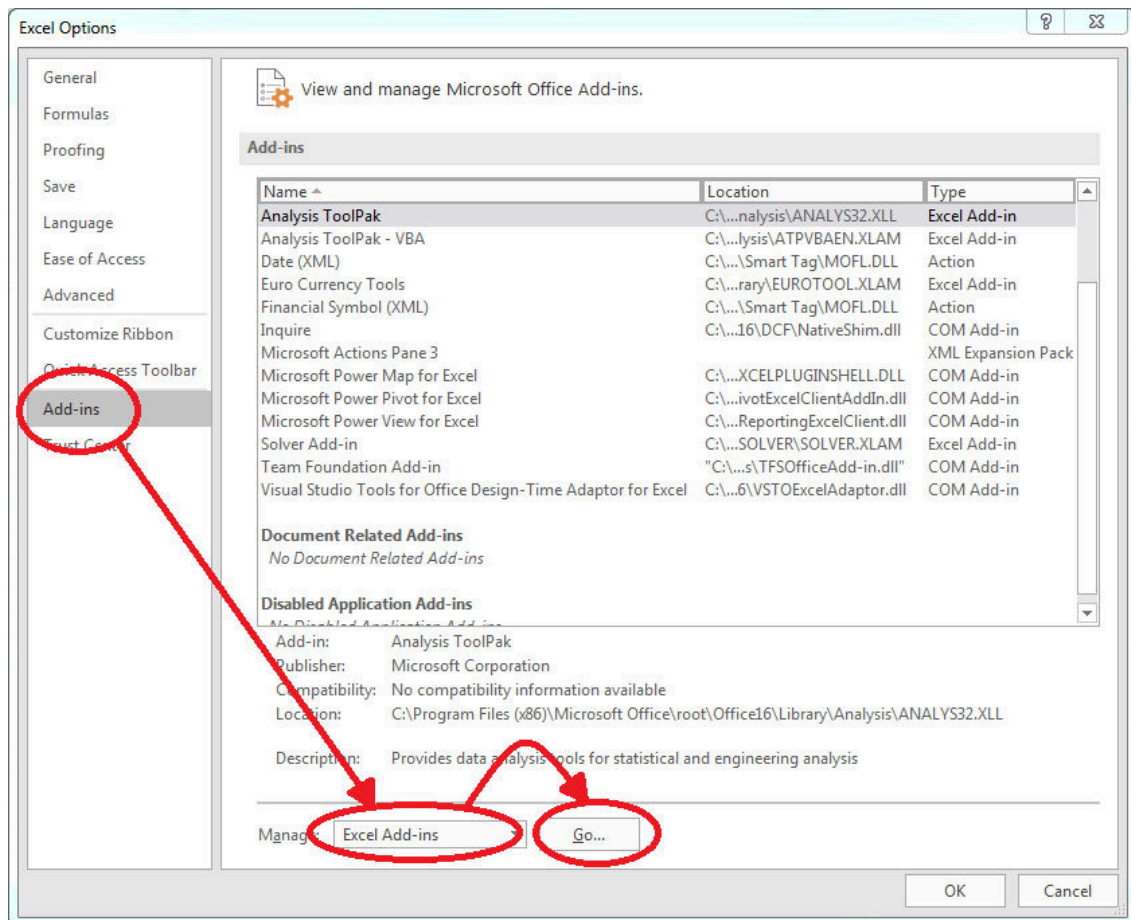 Excel Options
General
Formulas
Proofing
Save
Language
Ease of Access
Advanced
Customize Ribbon
Quick Access Toolbar
Add-ins
Trust Center
View and manage Microsoft Office Add-ins.
Add-ins
Name Location Type
Analysis ToolPak C:\...nalysis\ANALYS32.XLL Excel Add-in
Analysis ToolPak - VBA C:\...lysis\ATPVBAEN.XLAM Excel Add-in
Date (XML) C:\...\Smart Tag\MOFL.DLL Action
Euro Currency Tools C:\...rary\EUROTOOL.XLAM Excel Add-in
Financial Symbol (XML) C:\...\Smart Tag\MOFL.DLL Action
Inquire C:\...16\DCF\NativeShim.dll COM Add-in
Microsoft Actions Pane 3 XML Expansion Pack
Microsoft Power Map for Excel C:\...XCELPLUGINSHELL.DLL COM Add-in
Microsoft Power Pivot for Excel C:\...ivotExcelClientAddIn.dll COM Add-in
Microsoft Power View for Excel C:\...ReportingExcelClient.dll COM Add-in
Solver Add-in C:\...SOLVER\SOLVER.XLAM Excel Add-in
Team Foundation Add-in "C:\...s\TFSOfficeAdd-in.dll" COM Add-in
Visual Studio Tools for Office Design-Time Adaptor for Excel C:\...6\VSTOExcelAdaptor.dll COM Add-in
Document Related Add-ins
No Document Related Add-ins
Disabled Application Add-ins
No Disabled Application Add-ins
Add-in: Analysis ToolPak
Publisher: Microsoft Corporation
Compatibility: No compatibility information available
Location: C:\Program Files (x86)\Microsoft Office\root\Office16\Library\Analysis\ANALYS32.XLL
Description: Provides data analysis tools for statistical and engineering analysis
Manage: Excel Add-ins Go...
OK Cancel